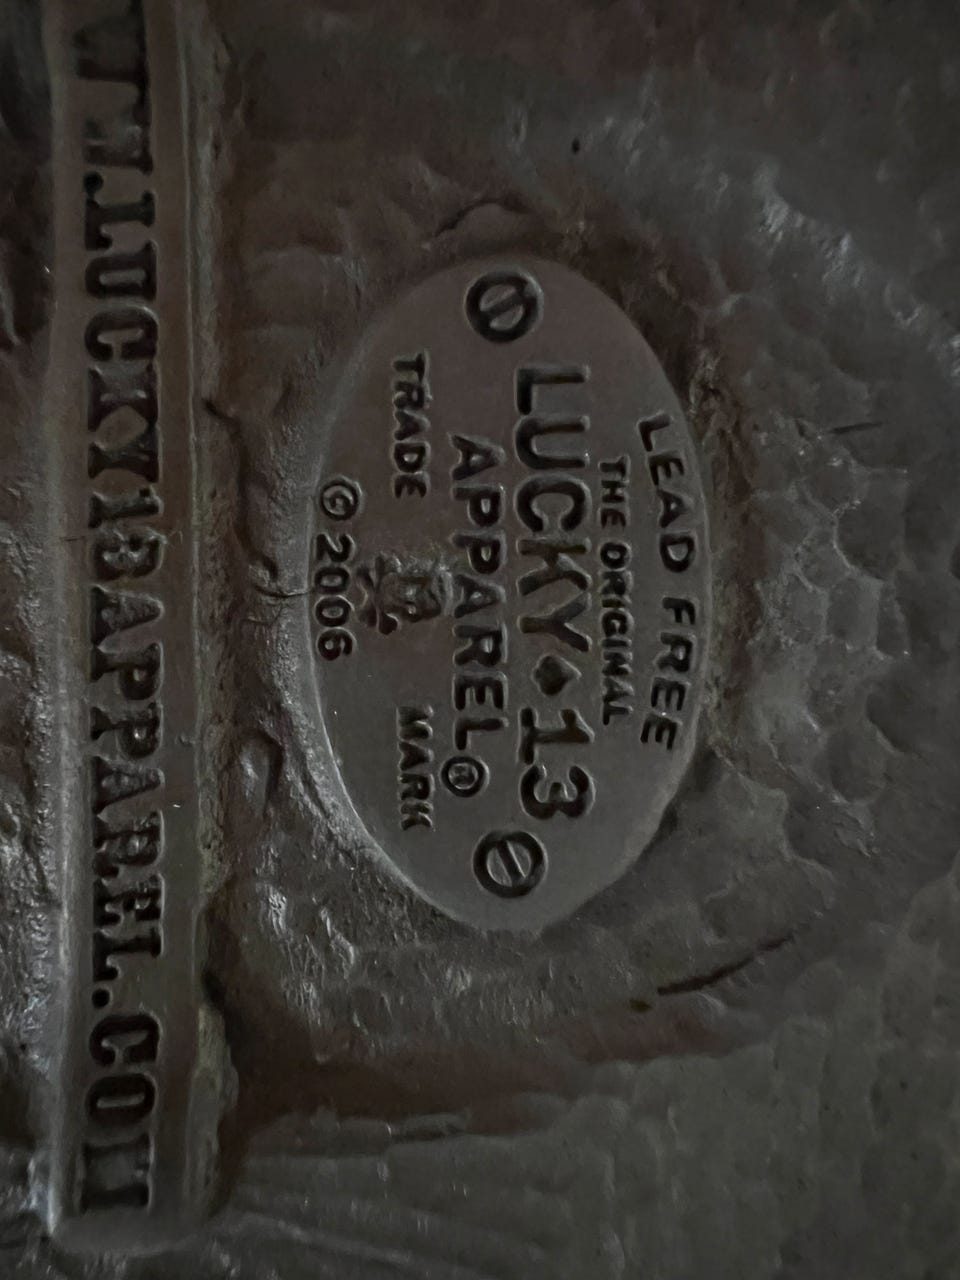 LEAD FREE
THE ORIGINAL
LUCKY♠13
APPAREL®
TRADE MARK
©2006
LUCKY13APPAREL.COM